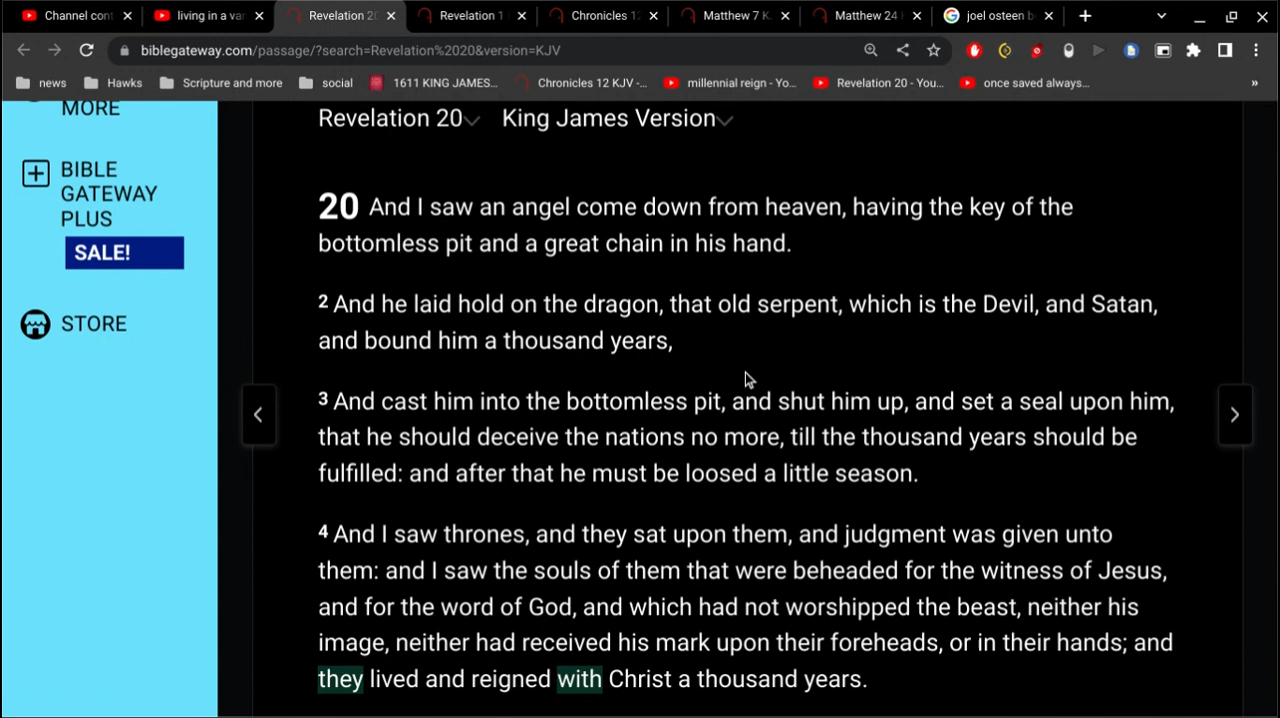 Channel cont
living in a van
Revelation 20
Revelation 1
Chronicles 12
Matthew 7 K
Matthew 24
joel osteen b
biblegateway.com/passage/?search=Revelation%2020&version=KJV
news
Hawks
Scripture and more
social
1611 KING JAMES...
Chronicles 12 KJV -...
millennial reign - Yo...
Revelation 20 - You...
once saved always...
»
MORE
BIBLE
GATEWAY
PLUS
SALE!
STORE
Revelation 20 King James Version
20 And I saw an angel come down from heaven, having the key of the
bottomless pit and a great chain in his hand.
2 And he laid hold on the dragon, that old serpent, which is the Devil, and Satan,
and bound him a thousand years,
3 And cast him into the bottomless pit, and shut him up, and set a seal upon him,
that he should deceive the nations no more, till the thousand years should be
fulfilled: and after that he must be loosed a little season.
4 And I saw thrones, and they sat upon them, and judgment was given unto
them: and I saw the souls of them that were beheaded for the witness of Jesus,
and for the word of God, and which had not worshipped the beast, neither his
image, neither had received his mark upon their foreheads, or in their hands; and
they lived and reigned with Christ a thousand years.